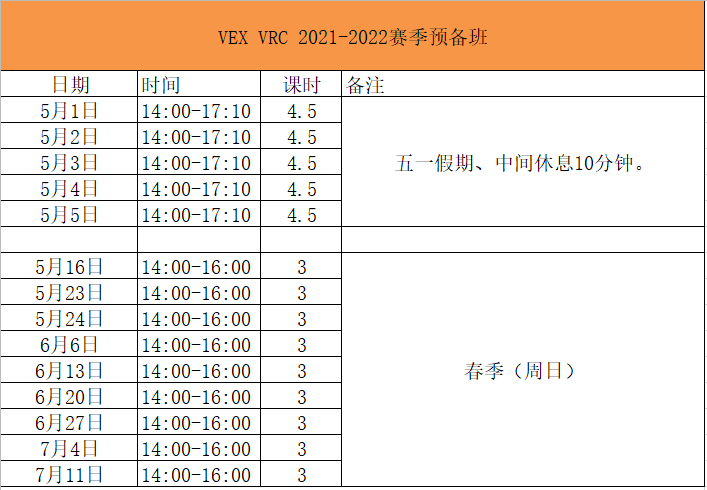 VEX VRC 2021-2022赛季预备班
日期 时间 课时 备注
5月1日 14:00-17:10 4.5
5月2日 14:00-17:10 4.5
5月3日 14:00-17:10 4.5 五一假期、中间休息10分钟。
5月4日 14:00-17:10 4.5
5月5日 14:00-17:10 4.5
5月16日 14:00-16:00 3
5月23日 14:00-16:00 3
5月24日 14:00-16:00 3
6月6日 14:00-16:00 3
6月13日 14:00-16:00 3 春季（周日）
6月20日 14:00-16:00 3
6月27日 14:00-16:00 3
7月4日 14:00-16:00 3
7月11日 14:00-16:00 3